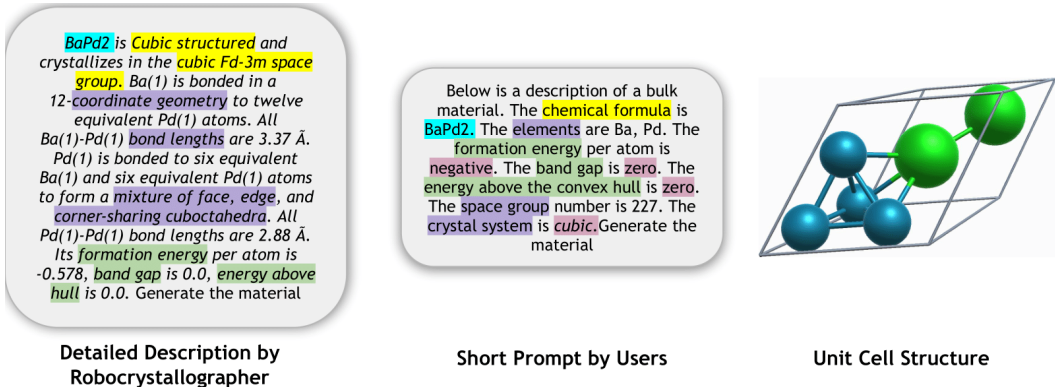 BaPd2 is Cubic structured and
crystallizes in the cubic Fd-3m space
group. Ba(1) is bonded in a
12-coordinate geometry to twelve
equivalent Pd(1) atoms. All
Ba(1)-Pd(1) bond lengths are 3.37 Ã.
Pd(1) is bonded to six equivalent
Ba(1) and six equivalent Pd(1) atoms
to form a mixture of face, edge, and
corner-sharing cuboctahedra. All
Pd(1)-Pd(1) bond lengths are 2.88 Ã.
Its formation energy per atom is
-0.578, band gap is 0.0, energy above
hull is 0.0. Generate the material
Detailed Description by
Robocrystallographer
Below is a description of a bulk
material. The chemical formula is
BaPd2. The elements are Ba, Pd. The
formation energy per atom is
negative. The band gap is zero. The
energy above the convex hull is zero.
The space group number is 227. The
crystal system is cubic.Generate the
material
Short Prompt by Users
Unit Cell Structure